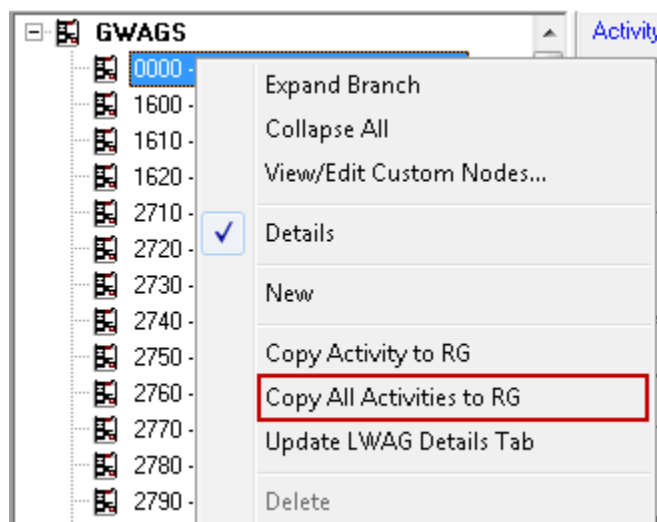 GWAGS
Activity
0000 -
1600 -
1610 -
1620 -
2710 -
2720 -
2730 -
2740 -
2750 -
2760 -
2770 -
2780 -
2790 -
Expand Branch
Collapse All
View/Edit Custom Nodes...
Details
New
Copy Activity to RG
Copy All Activities to RG
Update LWAG Details Tab
Delete